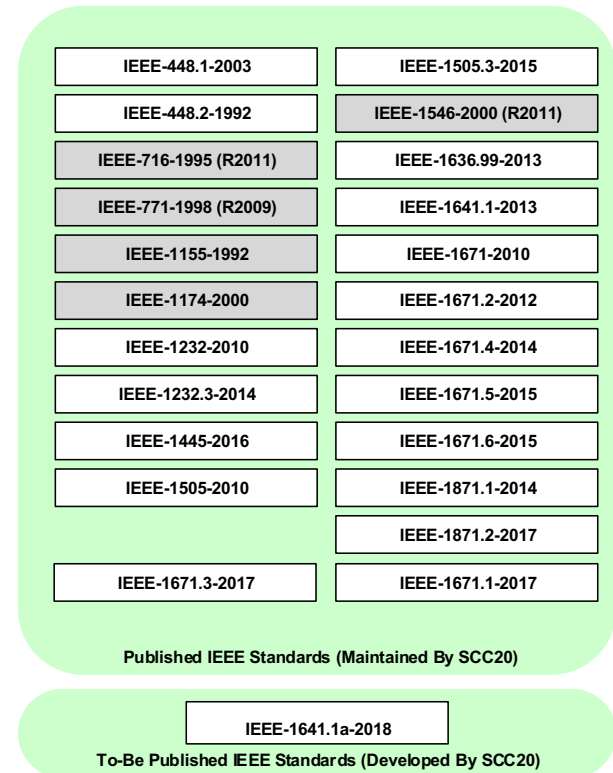 IEEE-448.1-2003
IEEE-448.2-1992
IEEE-716-1995 (R2011)
IEEE-771-1998 (R2009)
IEEE-1155-1992
IEEE-1174-2000
IEEE-1232-2010
IEEE-1232.3-2014
IEEE-1445-2016
IEEE-1505-2010
IEEE-1671.3-2017
IEEE-1505.3-2015
IEEE-1546-2000 (R2011)
IEEE-1636.99-2013
IEEE-1641.1-2013
IEEE-1671-2010
IEEE-1671.2-2012
IEEE-1671.4-2014
IEEE-1671.5-2015
IEEE-1671.6-2015
IEEE-1871.1-2014
IEEE-1871.2-2017
IEEE-1671.1-2017
Published IEEE Standards (Maintained By SCC20)
IEEE-1641.1a-2018
To-Be Published IEEE Standards (Developed By SCC20)